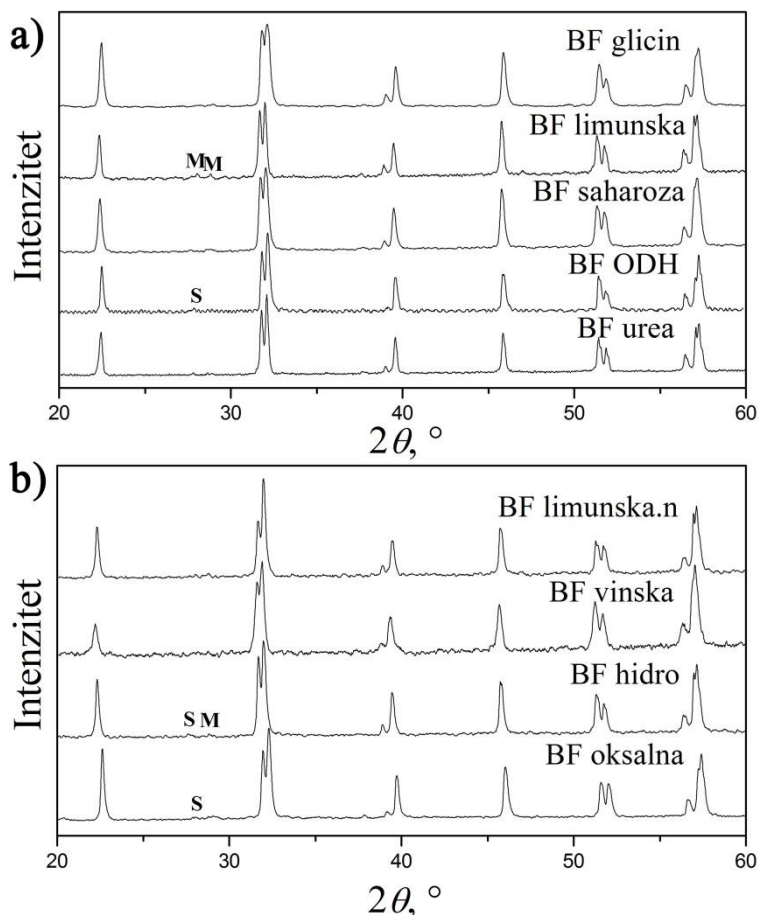 a)
BF glicin
BF limunska
M M
BF saharoza
BF ODH
S
BF urea
Intenzitet
20 30 40 50 60
2θ, °
b)
BF limunska.n
BF vinska
BF hidro
S M
BF oksalna
S
Intenzitet
20 30 40 50 60
2θ, °